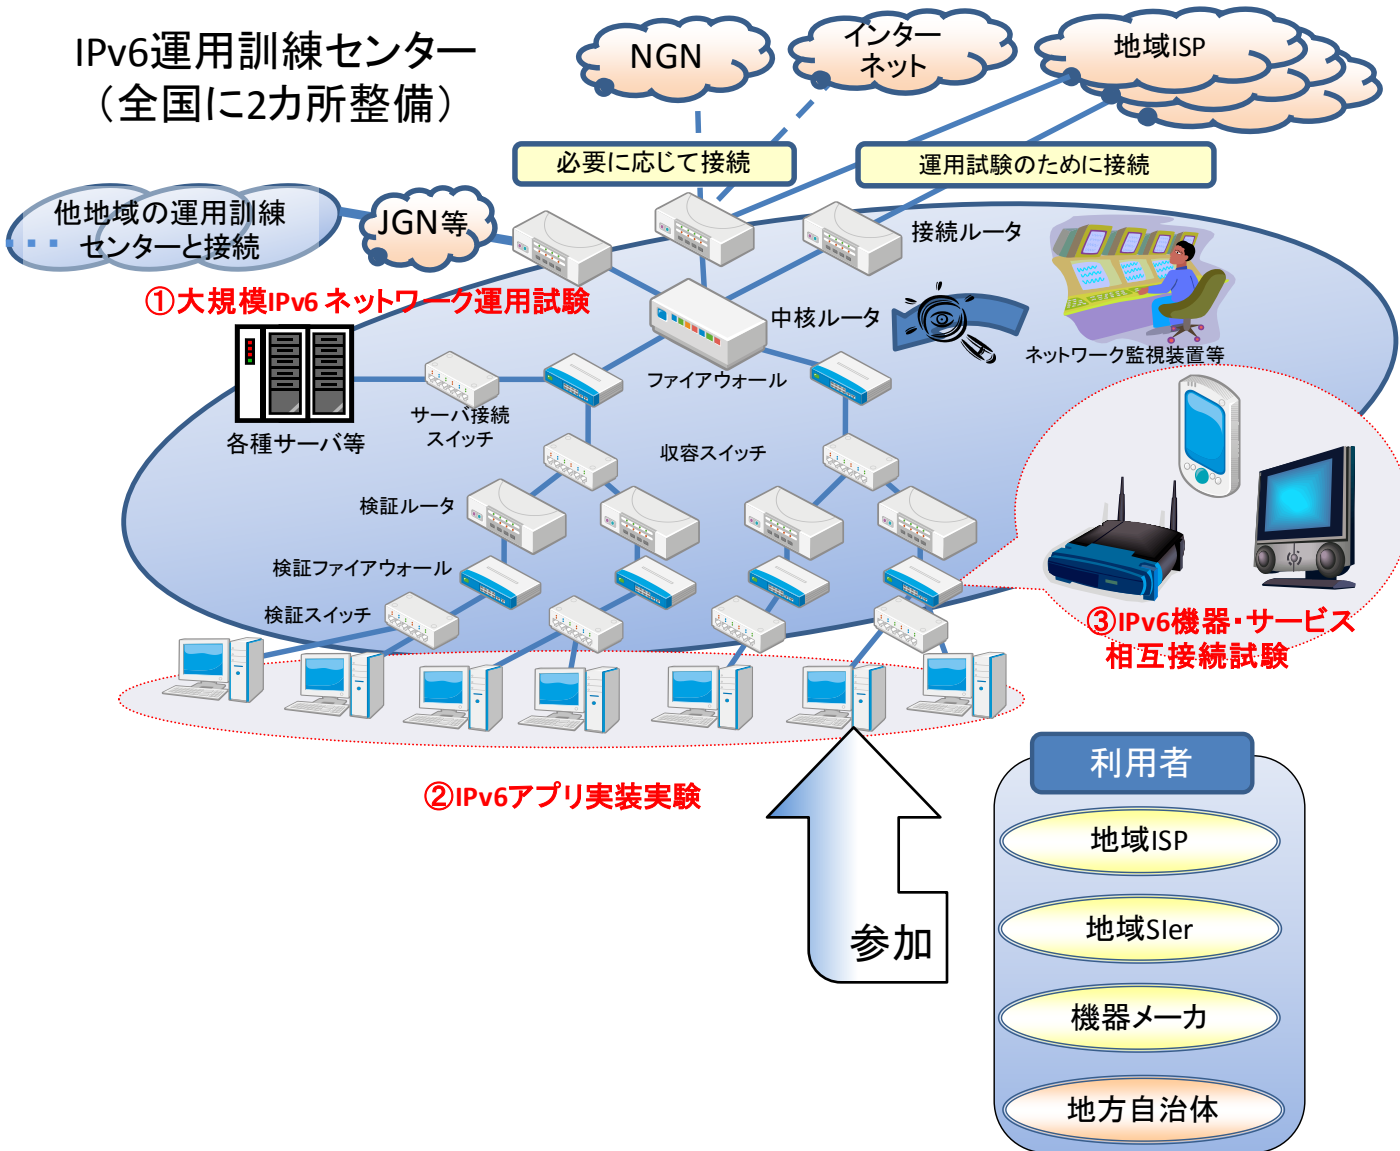 IPv6運用訓練センター
（全国に2カ所整備）
NGN
インター
ネット
地域ISP
必要に応じて接続
運用試験のために接続
他地域の運用訓練
センターと接続
JGN等
接続ルータ
①大規模IPv6 ネットワーク運用試験
中核ルータ
ネットワーク監視装置等
ファイアウォール
サーバ接続
スイッチ
各種サーバ等
収容スイッチ
検証ルータ
検証ファイアウォール
検証スイッチ
③IPv6機器・サービス
相互接続試験
②IPv6アプリ実装実験
利用者
地域ISP
地域SIer
参加
機器メーカ
地方自治体